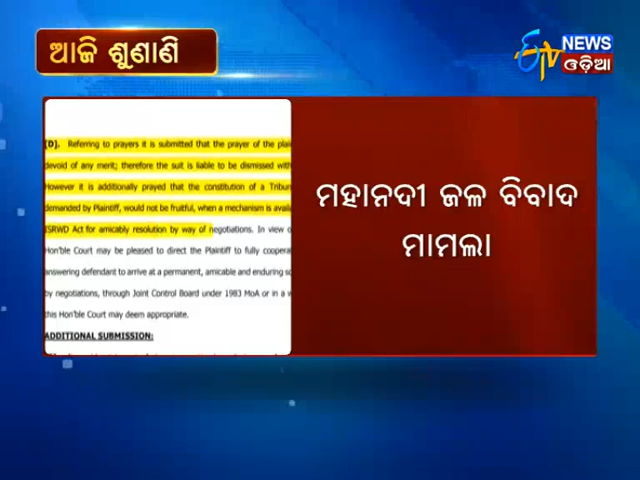 ଆଜି ଶୁଣାଣି
ETV NEWS
ଓଡ଼ିଆ
[D]. Referring to prayers it is submitted that the prayer of the plai
devoid of any merit; therefore the suit is liable to be dismissed with
However it is additionally prayed that the constitution of a Tribun
demanded by Plaintiff, would not be fruitful, when a mechanism is avail
ISRWD Act for amicably resolution by way of negotiations. In view o
Hon'ble Court may be pleased to direct the Plaintiff to fully coopera
answering defendant to arrive at a permanent, amicable and enduring so
by negotiations, through Joint Control Board under 1983 MoA or in a
this Hon'ble Court may deem appropriate.
ADDITIONAL SUBMISSION:
ମହାନଦୀ ଜଳ ବିବାଦ
ମାମଲା